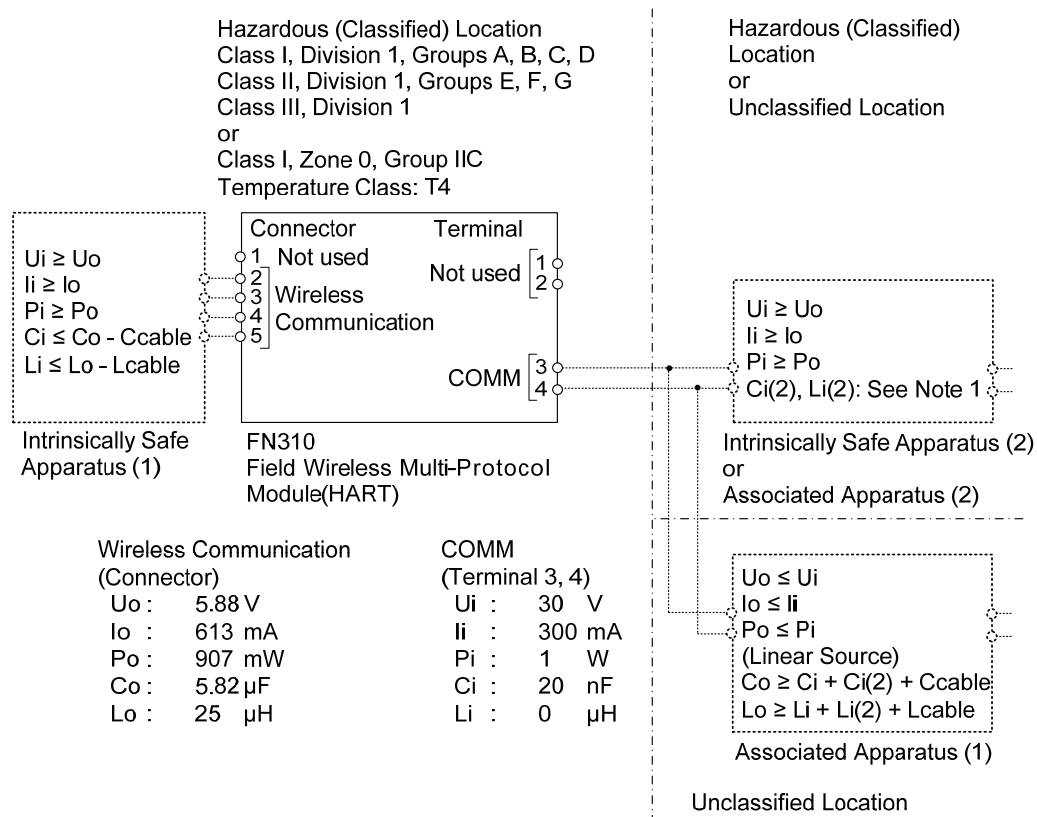 Hazardous (Classified) Location
Class I, Division 1, Groups A, B, C, D
Class II, Division 1, Groups E, F, G
Class III, Division 1
or
Class I, Zone 0, Group IIC
Temperature Class: T4
Hazardous (Classified)
Location
or
Unclassified Location
Ui ≥ Uo
Ii ≥ Io
Pi ≥ Po
Ci ≤ Co - Ccable
Li ≤ Lo - Lcable
Intrinsically Safe
Apparatus (1)
Connector
1 Not used
2
3
4
5
Wireless
Communication
Terminal
Not used
1
2
COMM
3
4
FN310
Field Wireless Multi-Protocol
Module(HART)
Ui ≥ Uo
Ii ≥ Io
Pi ≥ Po
Ci(2), Li(2): See Note 1
Intrinsically Safe Apparatus (2)
or
Associated Apparatus (2)
Wireless Communication
(Connector)
Uo : 5.88 V
Io : 613 mA
Po : 907 mW
Co : 5.82 µF
Lo : 25 µH
COMM
(Terminal 3, 4)
Ui : 30 V
Ii : 300 mA
Pi : 1 W
Ci : 20 nF
Li : 0 µH
Uo ≤ Ui
Io ≤ Ii
Po ≤ Pi
(Linear Source)
Co ≥ Ci + Ci(2) + Ccable
Lo ≥ Li + Li(2) + Lcable
Associated Apparatus (1)
Unclassified Location